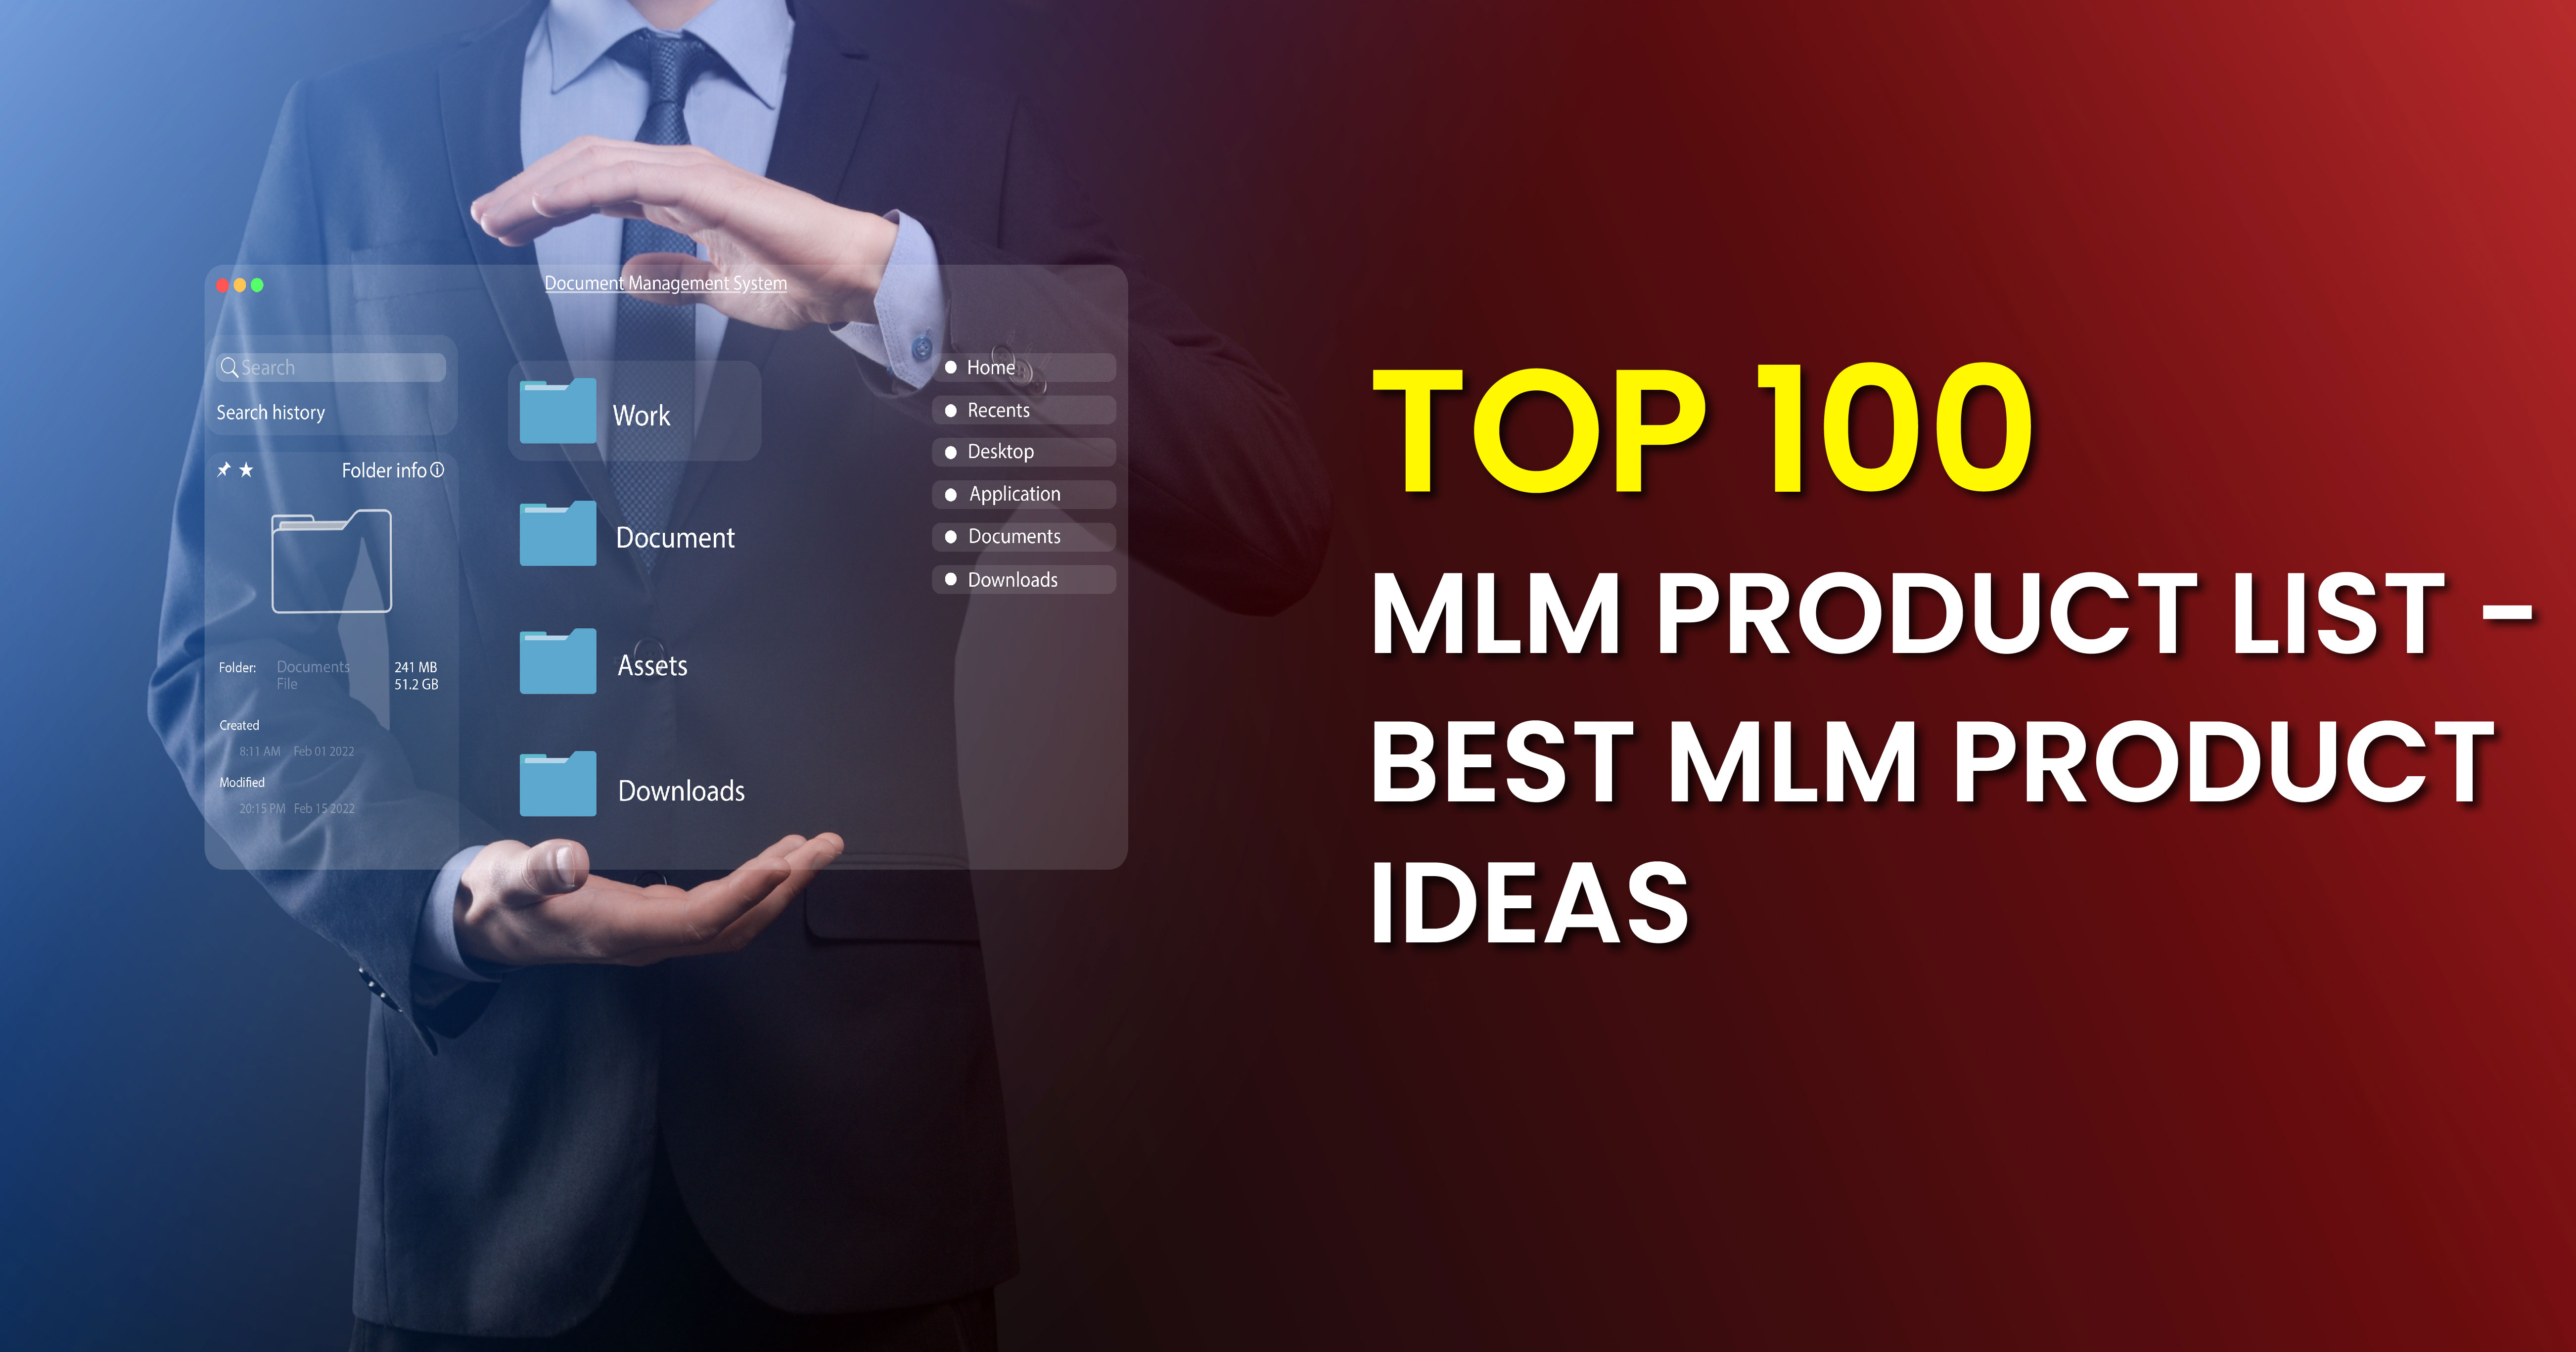 Document Management System
Search
Search history
Folder info
Folder: Documents 241 MB
File 51.2 GB
Created
8:11 AM Feb 01 2022
Modified
20:15 PM Feb 15 2022
Work
Document
Assets
Downloads
Home
Recents
Desktop
Application
Documents
Downloads
TOP 100
MLM PRODUCT LIST -
BEST MLM PRODUCT
IDEAS